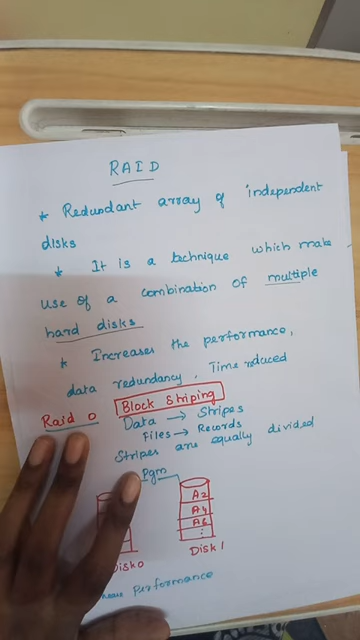 RAID
* Redundant array of independent
disks
* It is a technique which make
use of a combination of multiple
hard disks
* Increases the performance,
data redundancy. Time reduced
Raid 0 Block Striping
Data → Stripes
Files → Records
Stripes are equally divided
Pgm
A2
A4
A6
Disk0 Disk 1
Performance